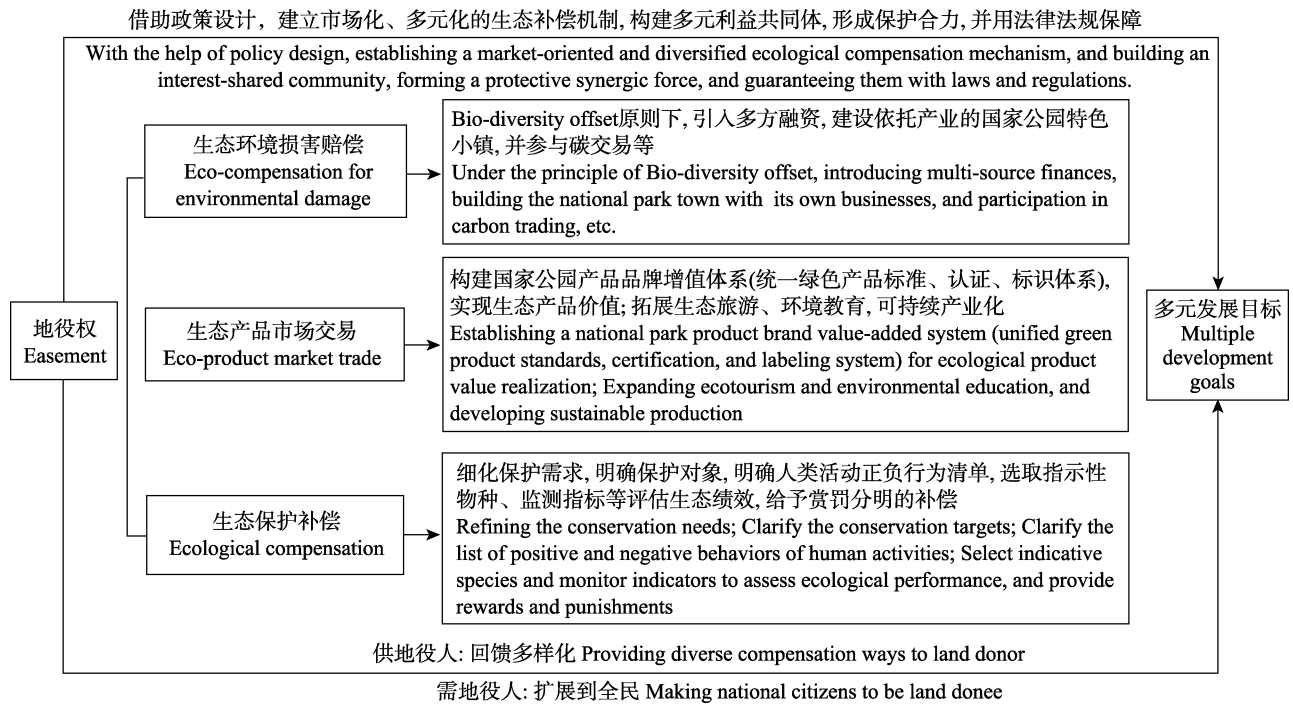 借助政策设计，建立市场化、多元化的生态补偿机制, 构建多元利益共同体, 形成保护合力, 并用法律法规保障
With the help of policy design, establishing a market-oriented and diversified ecological compensation mechanism, and building an
interest-shared community, forming a protective synergic force, and guaranteeing them with laws and regulations.
地役权
Easement
生态环境损害赔偿
Eco-compensation for
environmental damage
Bio-diversity offset原则下, 引入多方融资, 建设依托产业的国家公园特色
小镇, 并参与碳交易等
Under the principle of Bio-diversity offset, introducing multi-source finances,
building the national park town with its own businesses, and participation in
carbon trading, etc.
生态产品市场交易
Eco-product market trade
构建国家公园产品品牌增值体系(统一绿色产品标准、认证、标识体系),
实现生态产品价值; 拓展生态旅游、环境教育, 可持续产业化
Establishing a national park product brand value-added system (unified green
product standards, certification, and labeling system) for ecological product
value realization; Expanding ecotourism and environmental education, and
developing sustainable production
生态保护补偿
Ecological compensation
细化保护需求, 明确保护对象, 明确人类活动正负行为清单, 选取指示性
物种、监测指标等评估生态绩效, 给予赏罚分明的补偿
Refining the conservation needs; Clarify the conservation targets; Clarify the
list of positive and negative behaviors of human activities; Select indicative
species and monitor indicators to assess ecological performance, and provide
rewards and punishments
多元发展目标
Multiple
development
goals
供地役人: 回馈多样化 Providing diverse compensation ways to land donor
需地役人: 扩展到全民 Making national citizens to be land donee